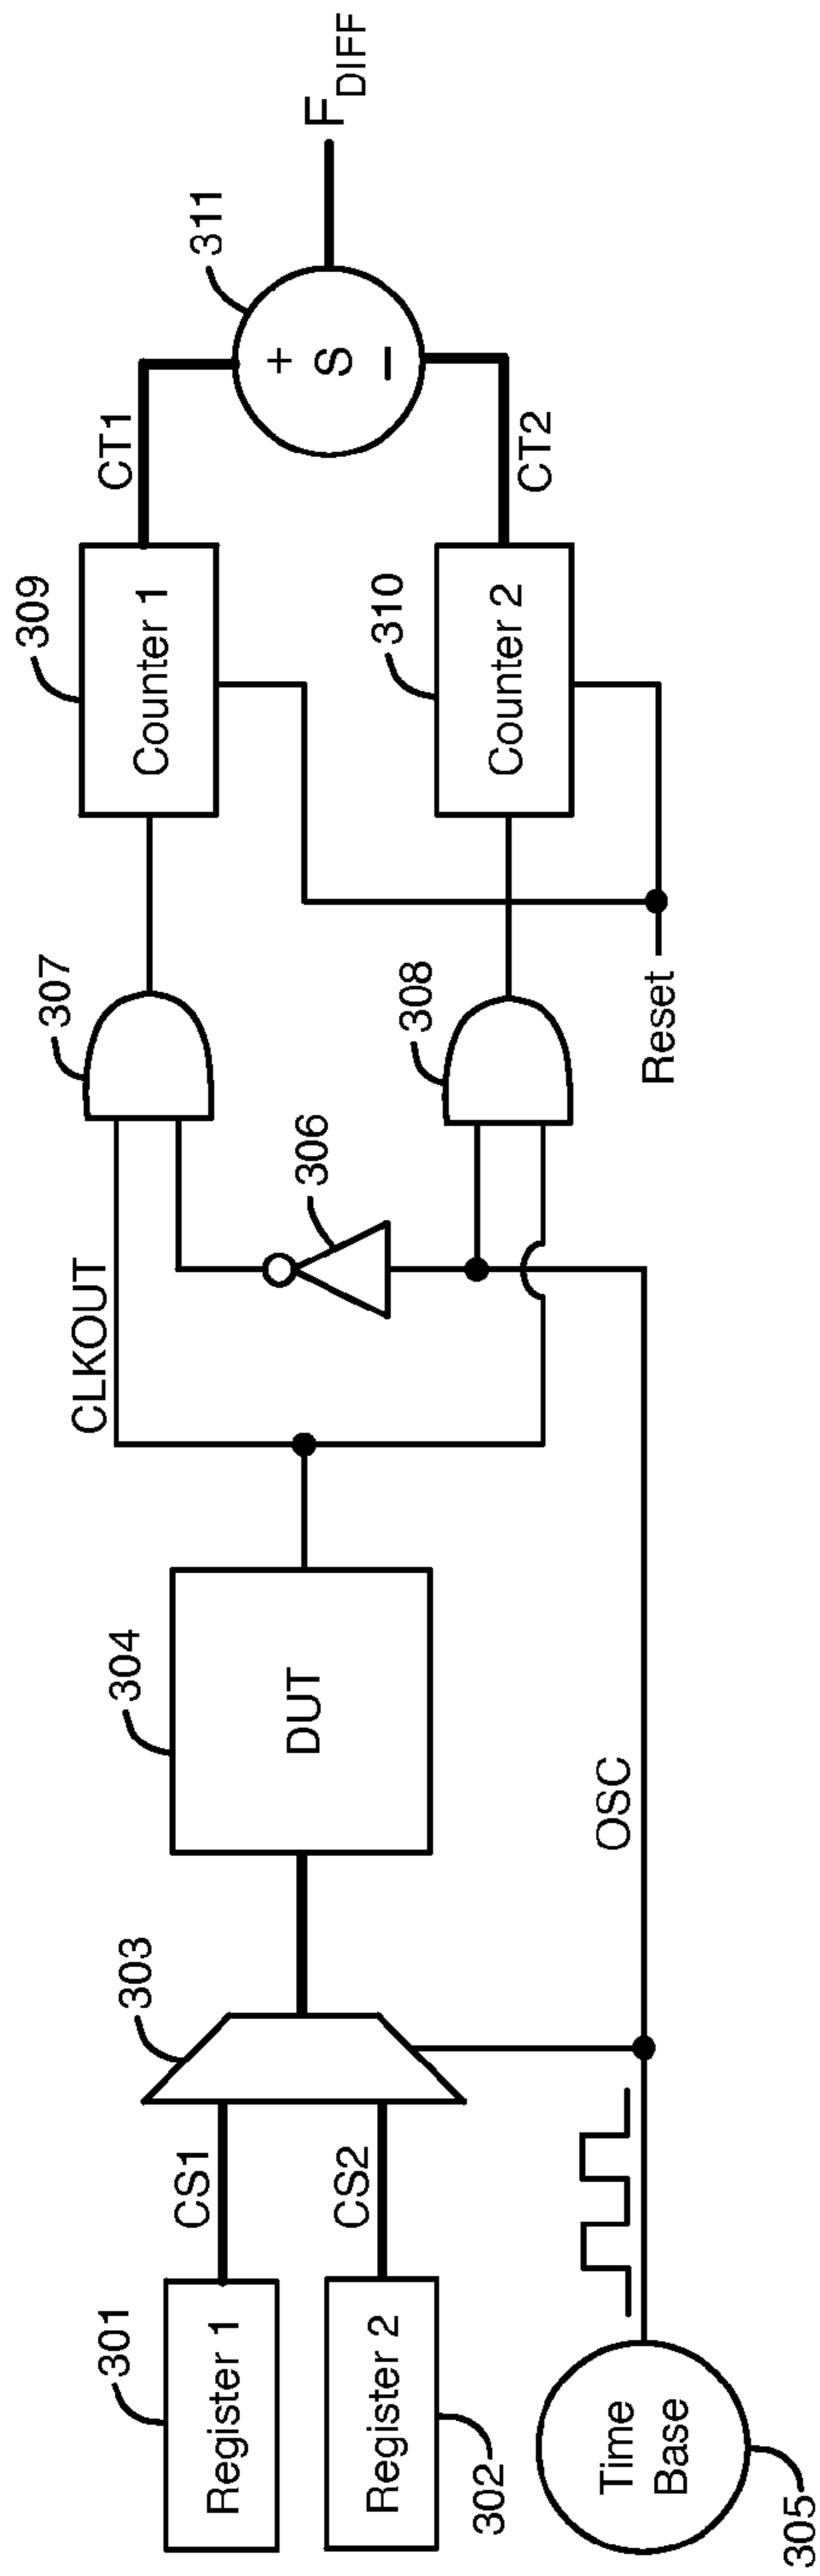 301
Register 1
CS1
302
Register 2
CS2
303
304
DUT
305
Time
Base
OSC
CLKOUT
306
307
308
Reset
309
Counter 1
CT1
310
Counter 2
CT2
311
+
S
−
F DIFF